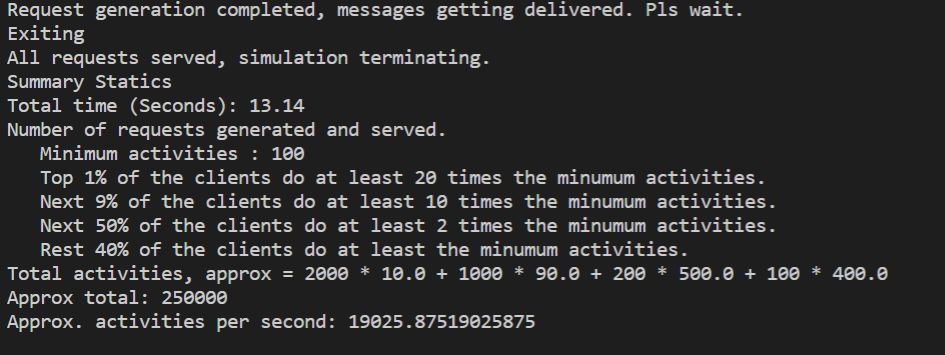 Request generation completed, messages getting delivered. Pls wait.
Exiting
All requests served, simulation terminating.
Summary Statics
Total time (Seconds): 13.14
Number of requests generated and served.
Minimum activities : 100
Top 1% of the clients do at least 20 times the minumum activities.
Next 9% of the clients do at least 10 times the minumum activities.
Next 50% of the clients do at least 2 times the minumum activities.
Rest 40% of the clients do at least the minumum activities.
Total activities, approx = 2000 * 10.0 + 1000 * 90.0 + 200 * 500.0 + 100 * 400.0
Approx total: 250000
Approx. activities per second: 19025.87519025875